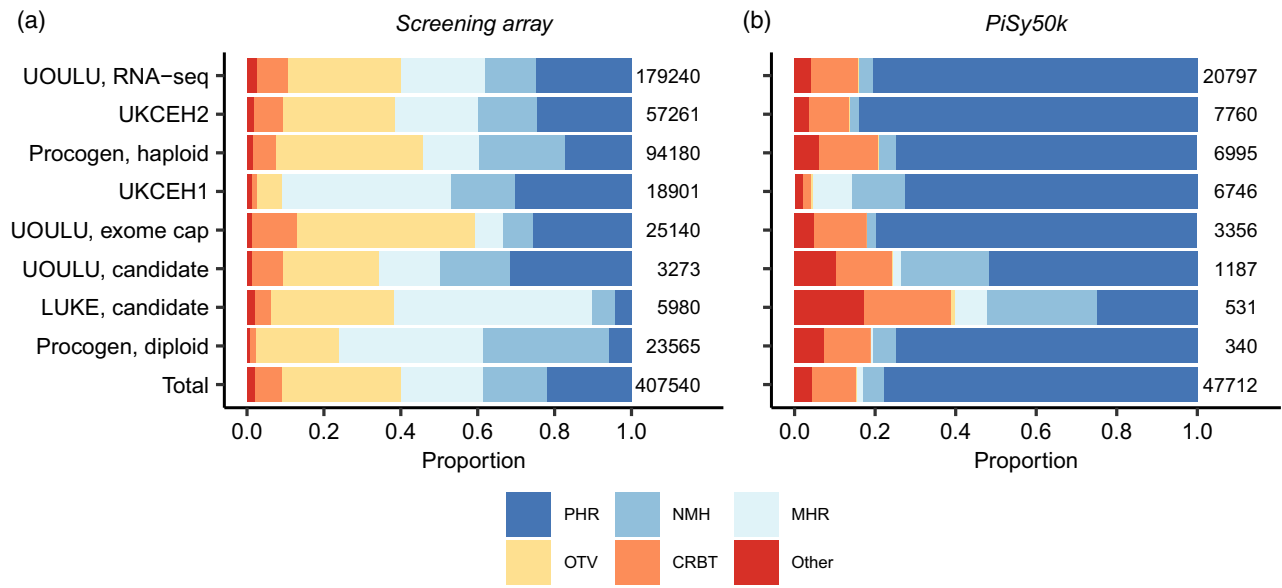 (a) Screening array
(b) PiSy50k
UOULU, RNA−seq 179240 20797
UKCEH2 57261 7760
Procogen, haploid 94180 6995
UKCEH1 18901 6746
UOULU, exome cap 25140 3356
UOULU, candidate 3273 1187
LUKE, candidate 5980 531
Procogen, diploid 23565 340
Total 407540 47712
0.0 0.2 0.4 0.6 0.8 1.0 0.0 0.2 0.4 0.6 0.8 1.0
Proportion Proportion
PHR NMH MHR
OTV CRBT Other